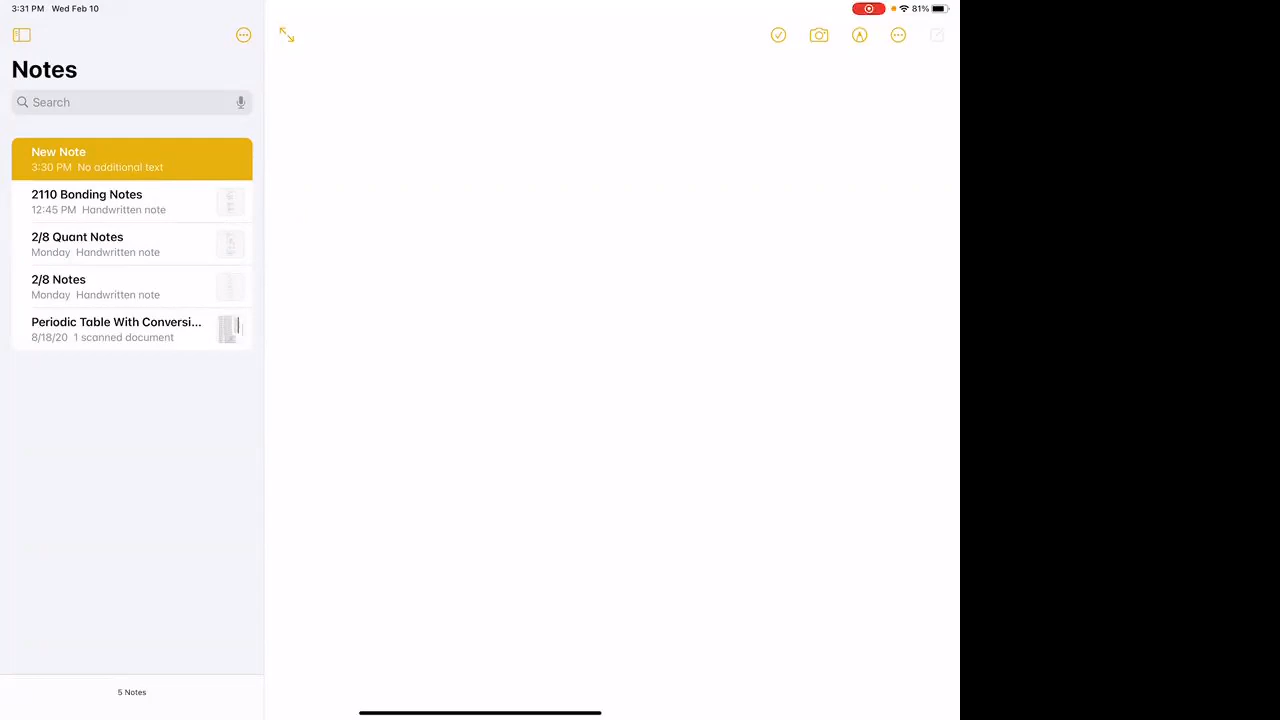 3:31 PM Wed Feb 10
81%
Notes
Search
New Note
3:30 PM No additional text
2110 Bonding Notes
12:45 PM Handwritten note
2/8 Quant Notes
Monday Handwritten note
2/8 Notes
Monday Handwritten note
Periodic Table With Conversi...
8/18/20 1 scanned document
5 Notes